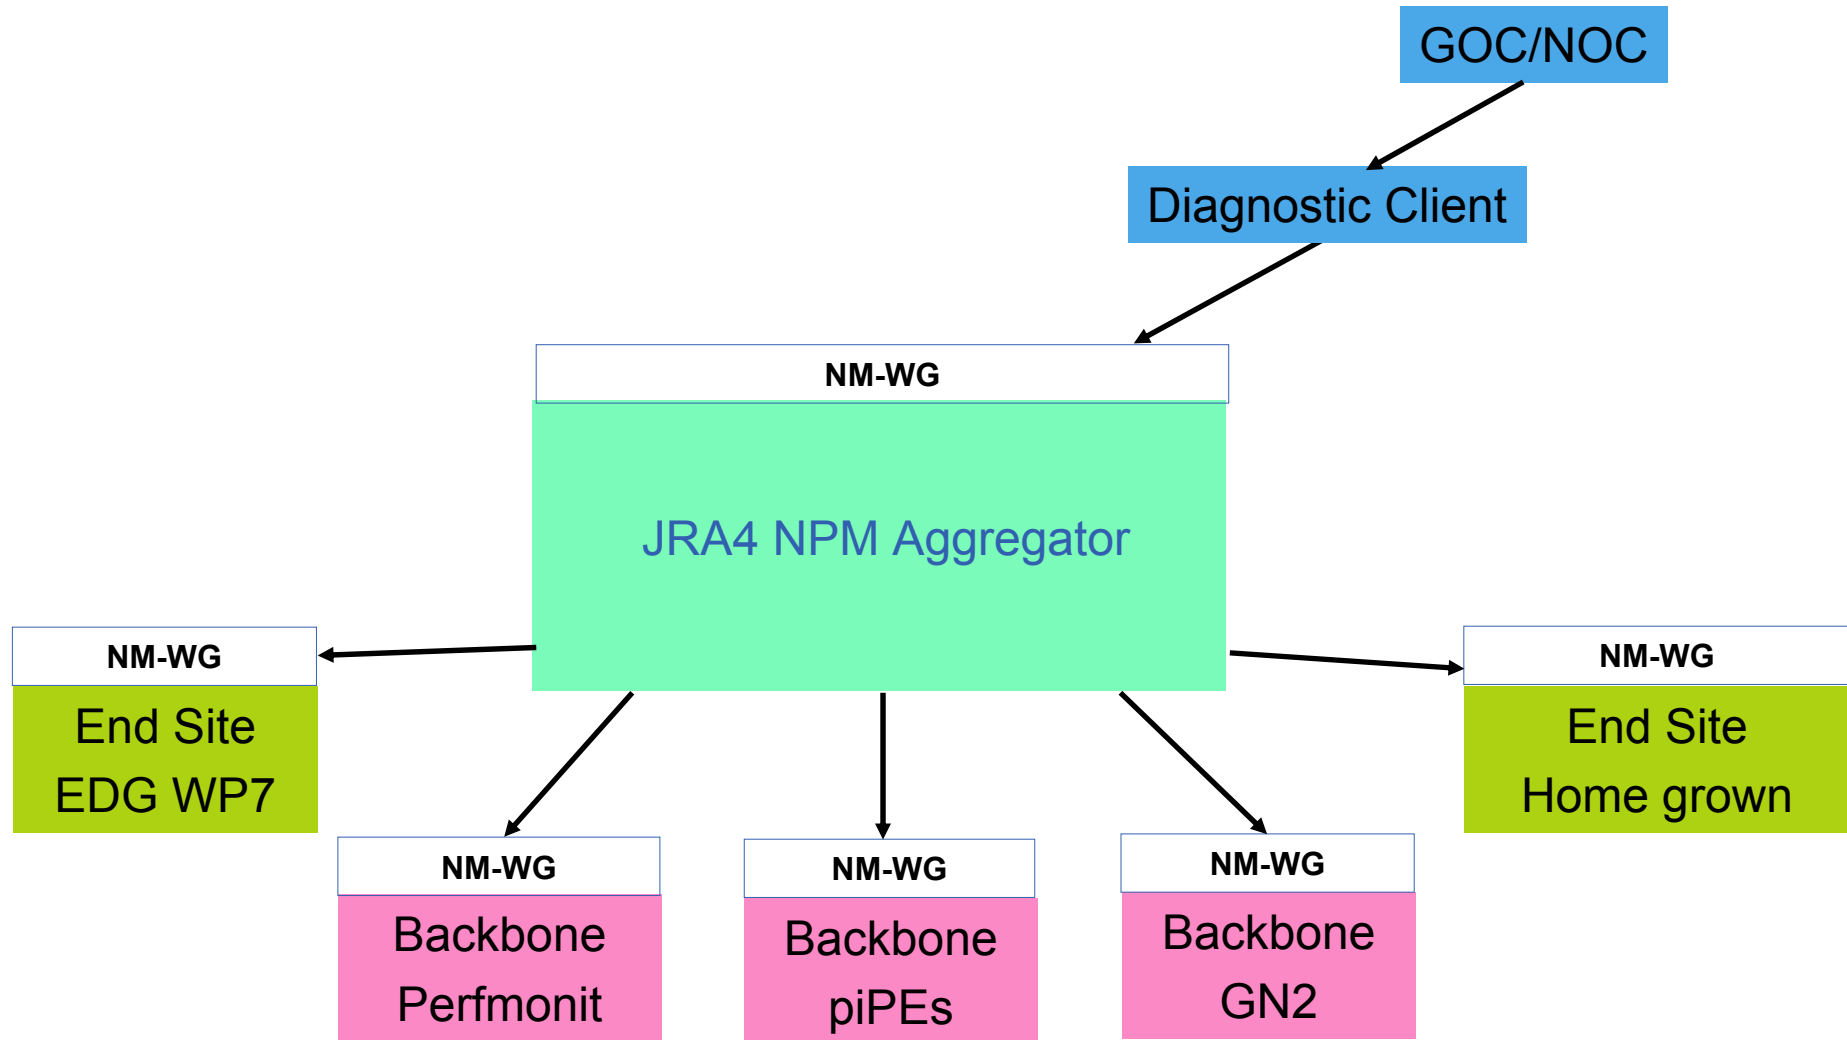 GOC/NOC
Diagnostic Client
NM-WG
JRA4 NPM Aggregator
NM-WG
End Site
EDG WP7
NM-WG
End Site
Home grown
NM-WG
Backbone
Perfmonit
NM-WG
Backbone
piPEs
NM-WG
Backbone
GN2